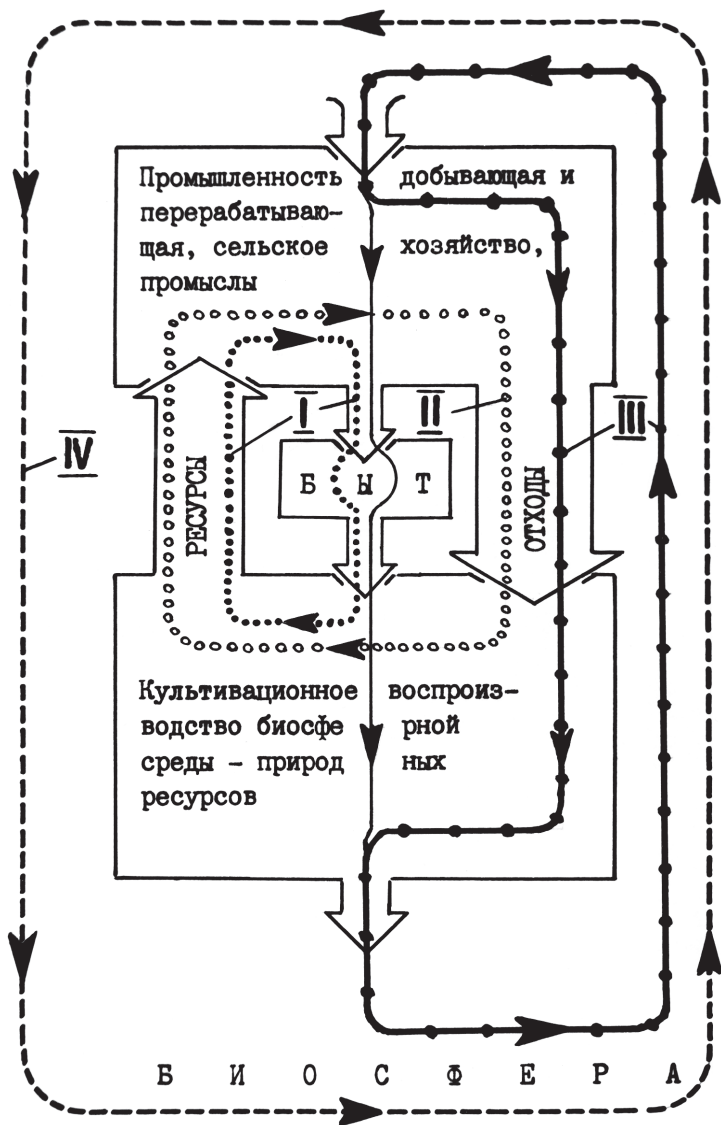 Промышленность добывающая и
перерабатываю-
щая, сельское хозяйство,
промыслы
I
II
III
IV
РЕСУРСЫ
Б Ы Т
ОТХОДЫ
Культивационное воспроиз-
водство биосфе рной
среды - природ ных
ресурсов
Б И О С Ф Е Р А